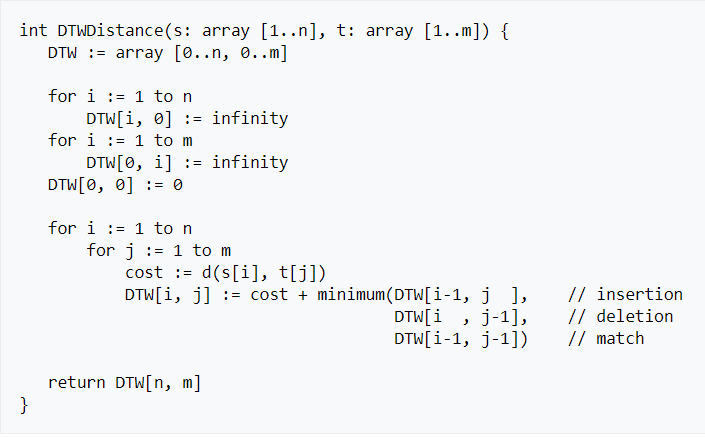 int DTWDistance(s: array [1..n], t: array [1..m]) {
   DTW := array [0..n, 0..m]

   for i := 1 to n
       DTW[i, 0] := infinity
   for i := 1 to m
       DTW[0, i] := infinity
   DTW[0, 0] := 0

   for i := 1 to n
       for j := 1 to m
           cost := d(s[i], t[j])
           DTW[i, j] := cost + minimum(DTW[i-1, j  ],    // insertion
                                       DTW[i  , j-1],    // deletion
                                       DTW[i-1, j-1])    // match

   return DTW[n, m]
}